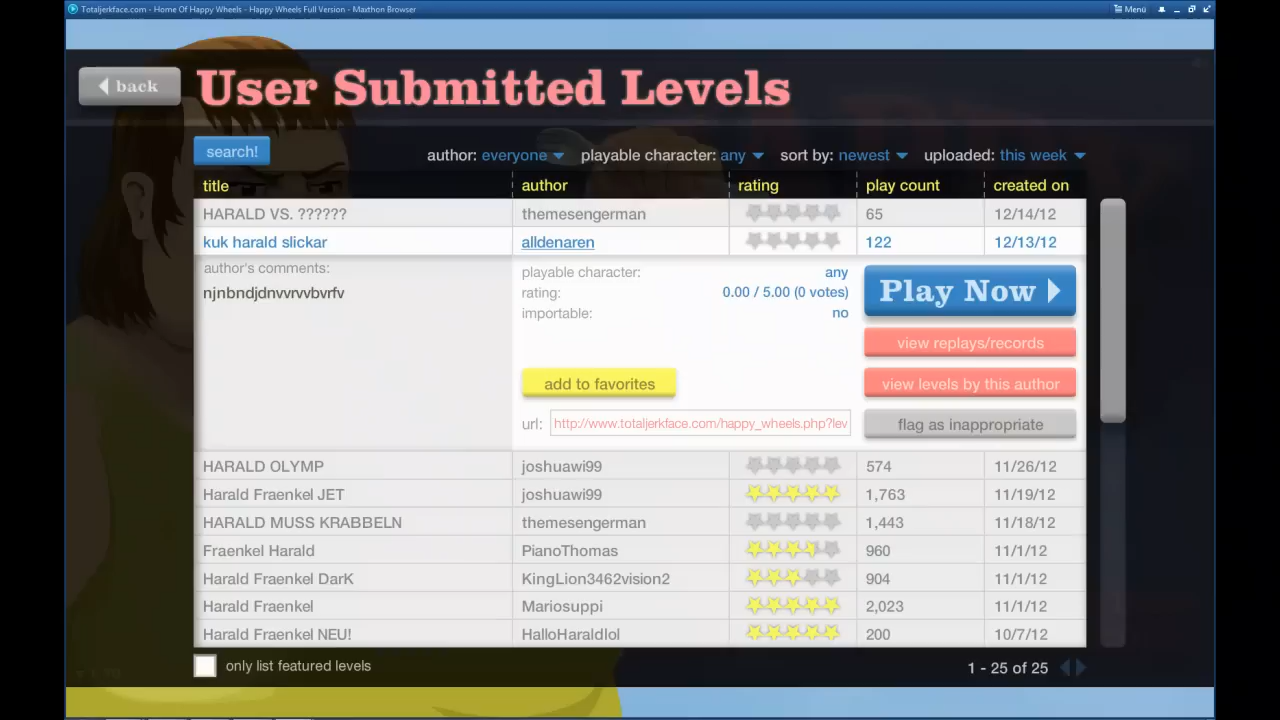 Totaljerkface.com - Home Of Happy Wheels - Happy Wheels Full Version - Maxthon Browser
Menü
back
User Submitted Levels
search!
author: everyone playable character: any sort by: newest uploaded: this week
title author rating play count created on
HARALD VS. ?????? themesengerman 65 12/14/12
kuk harald slickar alldenaren 122 12/13/12
author's comments:
njnbndjdnvvrvvbvrfv
playable character: any
rating: 0.00 / 5.00 (0 votes)
importable: no
add to favorites
url: http://www.totaljerkface.com/happy_wheels.php?lev
Play Now
view replays/records
view levels by this author
flag as inappropriate
HARALD OLYMP joshuawi99 574 11/26/12
Harald Fraenkel JET joshuawi99 1,763 11/19/12
HARALD MUSS KRABBELN themesengerman 1,443 11/18/12
Fraenkel Harald PianoThomas 960 11/1/12
Harald Fraenkel DarK KingLion3462vision2 904 11/1/12
Harald Fraenkel Mariosuppi 2,023 11/1/12
Harald Fraenkel NEU! HalloHaraldlol 200 10/7/12
only list featured levels
1 - 25 of 25